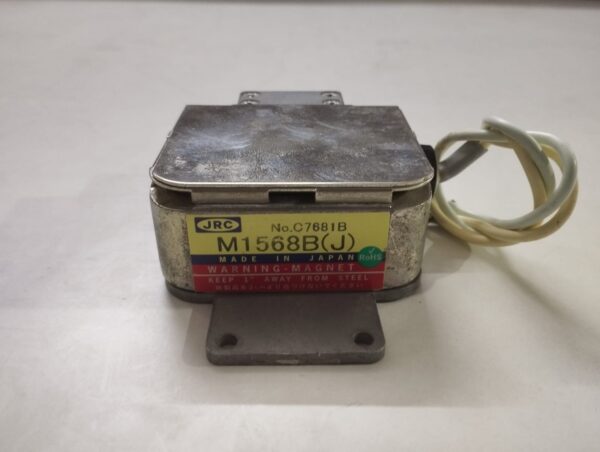 JRC No.C7681B
M1568B(J)
MADE IN JAPAN RoHS
WARNING-MAGNET
KEEP 1" AWAY FROM STEEL